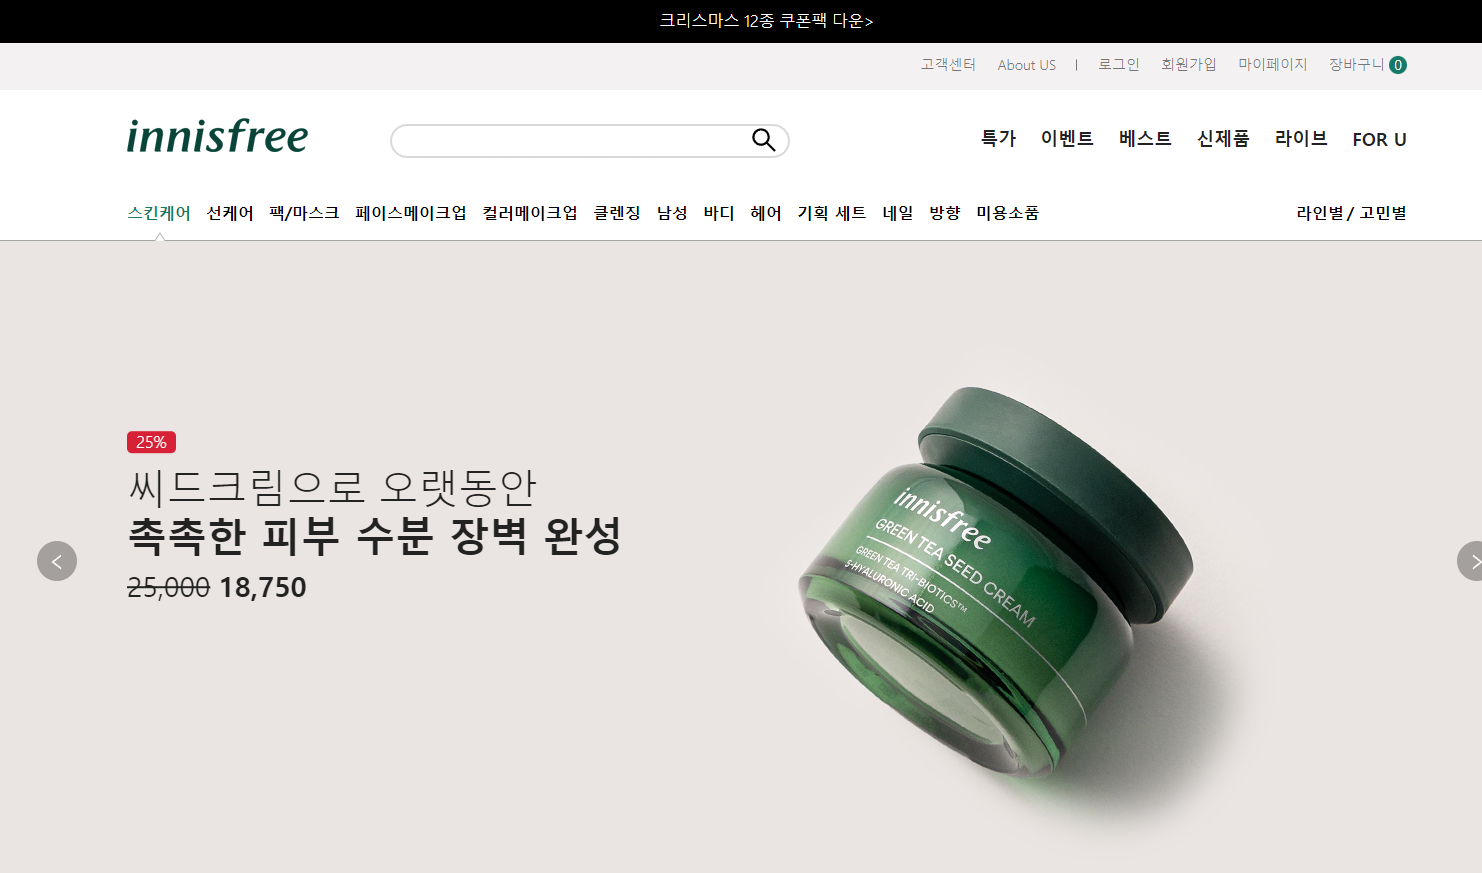 크리스마스 12종 쿠폰팩 다운>
고객센터 About US | 로그인 회원가입 마이페이지 장바구니 0
innisfree
특가 이벤트 베스트 신제품 라이브 FOR U
스킨케어 선케어 팩/마스크 페이스메이크업 컬러메이크업 클렌징 남성 바디 헤어 기획 세트 네일 방향 미용소품 라인별 / 고민별
25%
씨드크림으로 오랫동안
촉촉한 피부 수분 장벽 완성
25,000 18,750
innisfree
GREEN TEA SEED CREAM
GREEN TEA TRI-BIOTICS™
5-HYALURONIC ACID